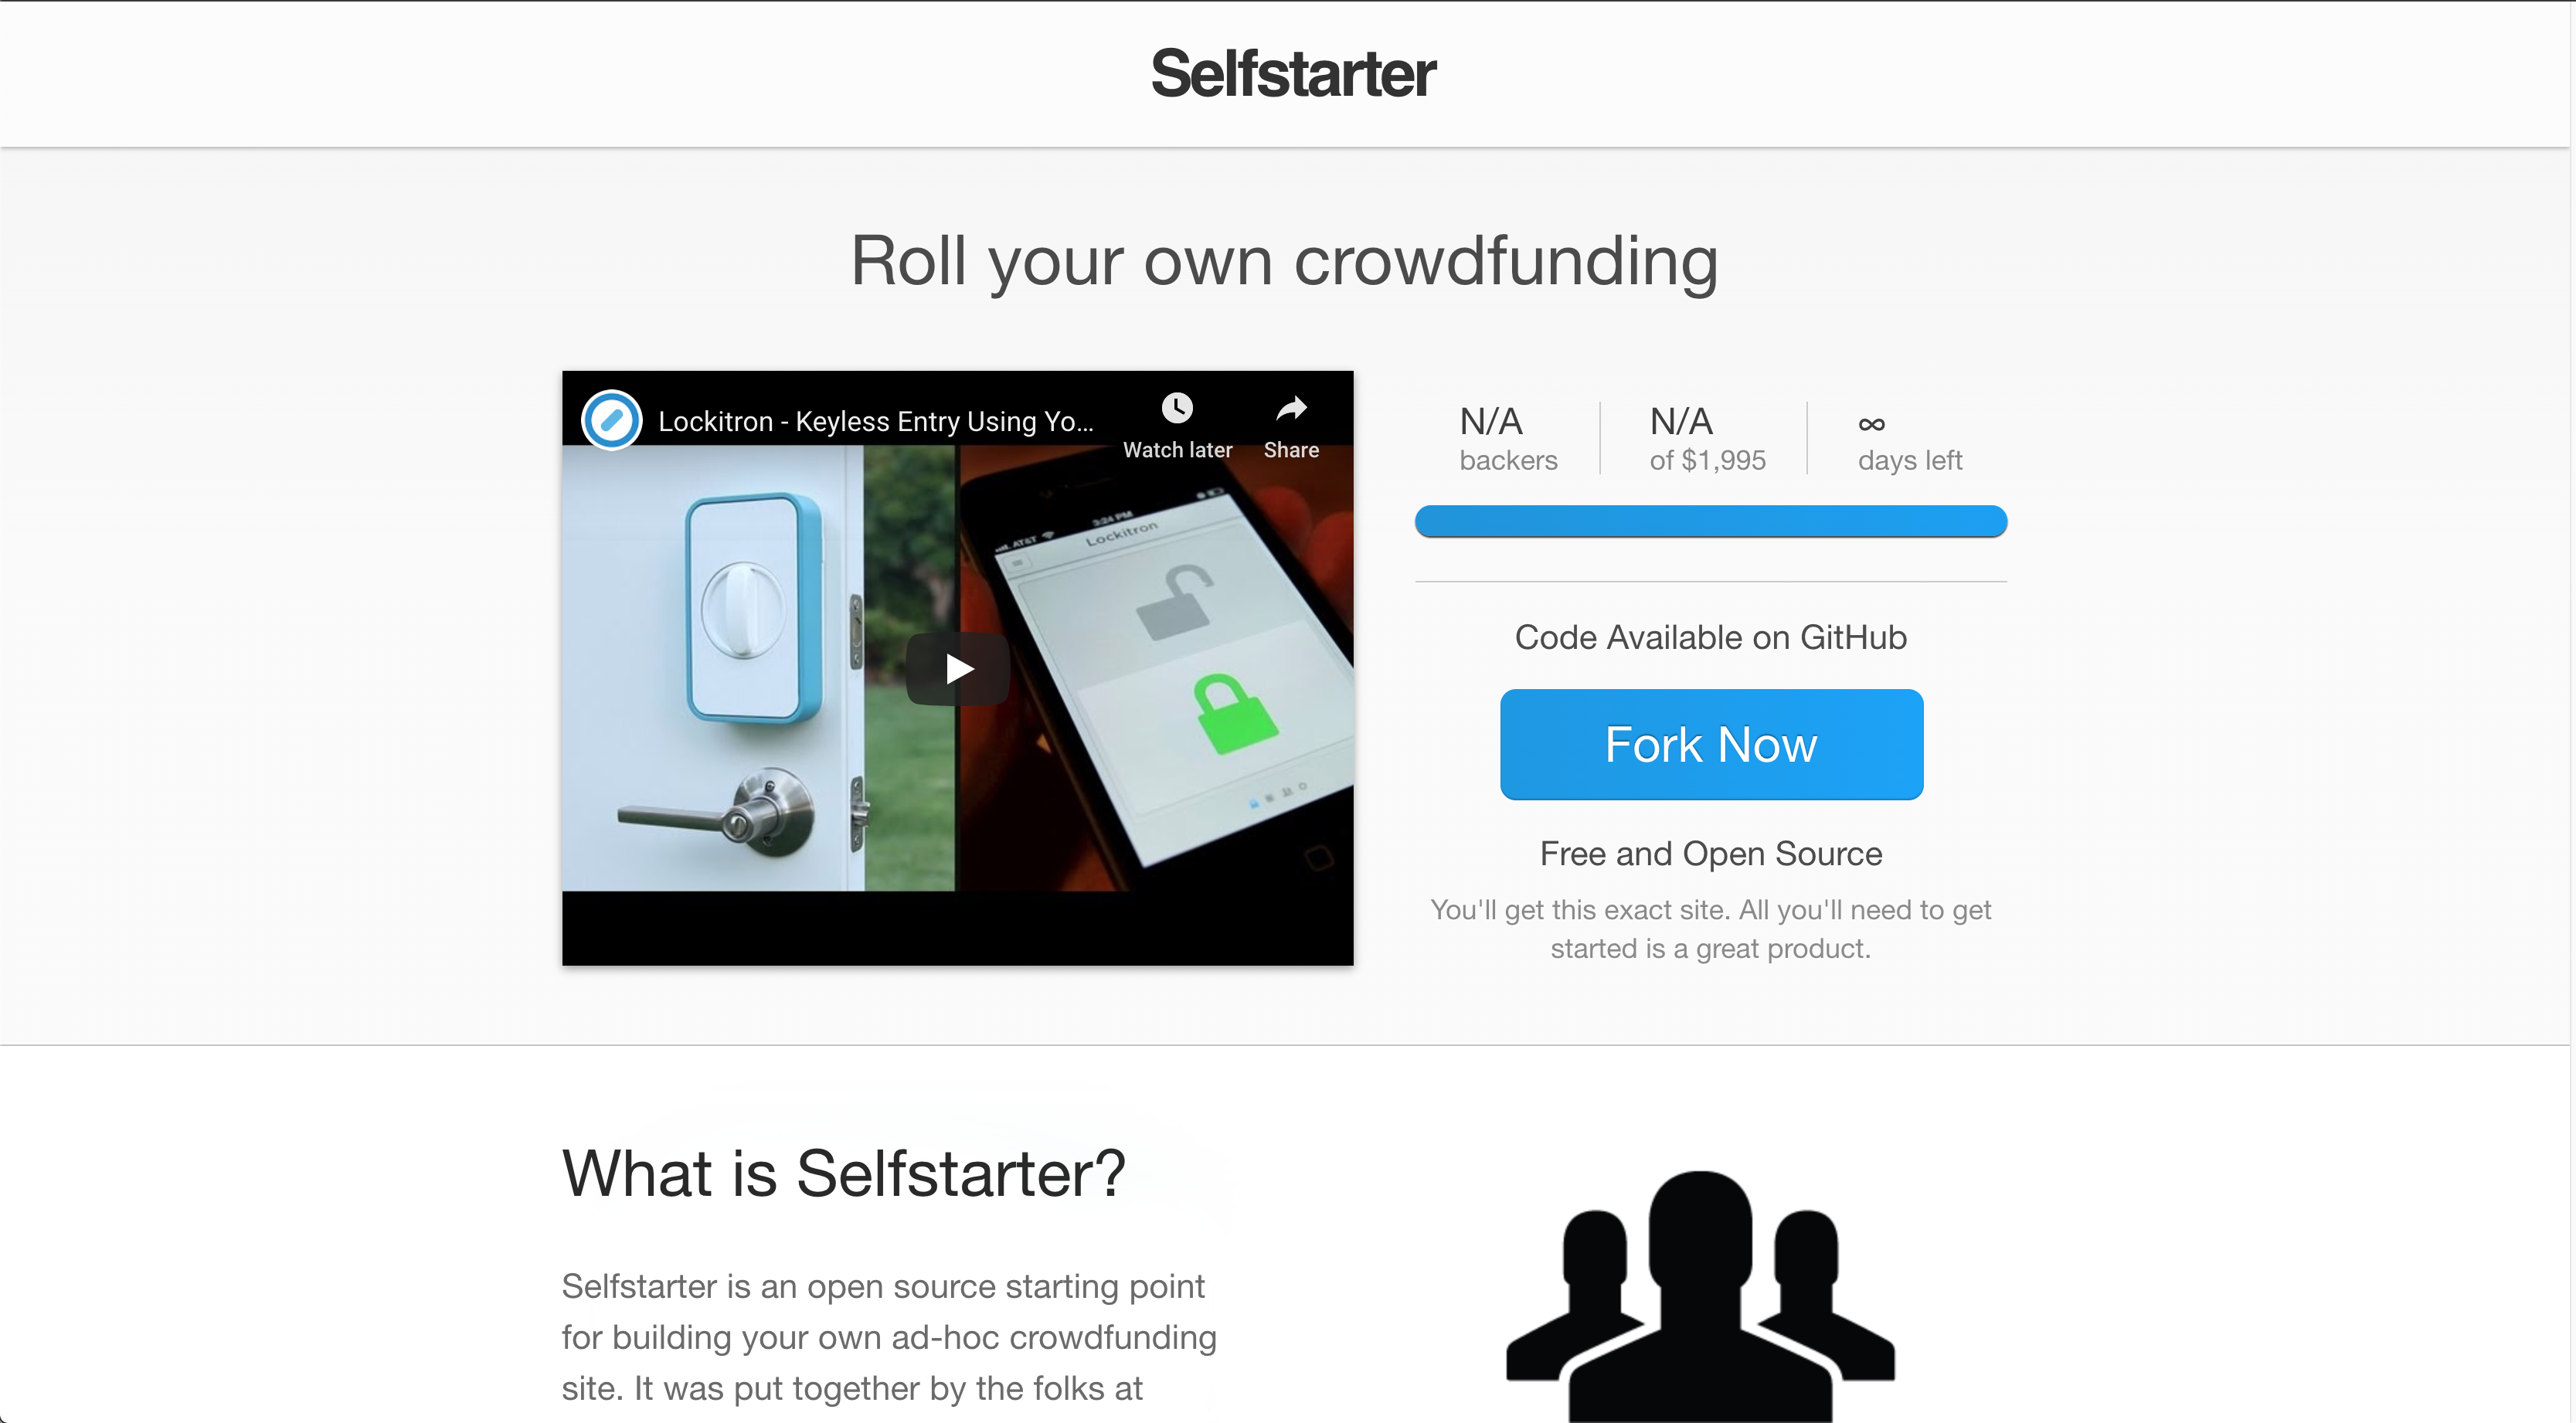 Selfstarter
Roll your own crowdfunding
Lockitron - Keyless Entry Using Yo...
Watch later
Share
AT&T
3:24 PM
Lockitron
N/A
backers
N/A
of $1,995
∞
days left
Code Available on GitHub
Fork Now
Free and Open Source
You'll get this exact site. All you'll need to get
started is a great product.
What is Selfstarter?
Selfstarter is an open source starting point
for building your own ad-hoc crowdfunding
site. It was put together by the folks at